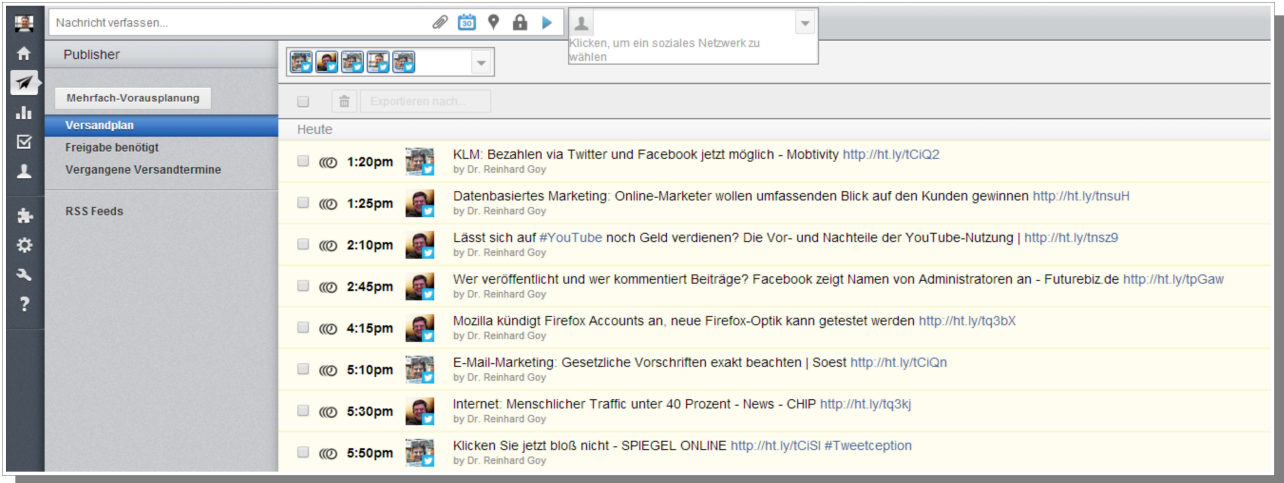 Nachricht verfassen...
30
Klicken, um ein soziales Netzwerk zu
wählen
Publisher
Mehrfach-Vorausplanung
Exportieren nach...
Versandplan
Freigabe benötigt
Vergangene Versandtermine
RSS Feeds
?
Heute
1:20pm KLM: Bezahlen via Twitter und Facebook jetzt möglich - Mobtivity http://ht.ly/tCiQ2
by Dr. Reinhard Goy
1:25pm Datenbasiertes Marketing: Online-Marketer wollen umfassenden Blick auf den Kunden gewinnen http://ht.ly/tnsuH
by Dr. Reinhard Goy
2:10pm Lässt sich auf #YouTube noch Geld verdienen? Die Vor- und Nachteile der YouTube-Nutzung | http://ht.ly/tnsz9
by Dr. Reinhard Goy
2:45pm Wer veröffentlicht und wer kommentiert Beiträge? Facebook zeigt Namen von Administratoren an - Futurebiz.de http://ht.ly/tpGaw
by Dr. Reinhard Goy
4:15pm Mozilla kündigt Firefox Accounts an, neue Firefox-Optik kann getestet werden http://ht.ly/tq3bX
by Dr. Reinhard Goy
5:10pm E-Mail-Marketing: Gesetzliche Vorschriften exakt beachten | Soest http://ht.ly/tCiQn
by Dr. Reinhard Goy
5:30pm Internet: Menschlicher Traffic unter 40 Prozent - News - CHIP http://ht.ly/tq3kj
by Dr. Reinhard Goy
5:50pm Klicken Sie jetzt bloß nicht - SPIEGEL ONLINE http://ht.ly/tCiSl #Tweetception
by Dr. Reinhard Goy